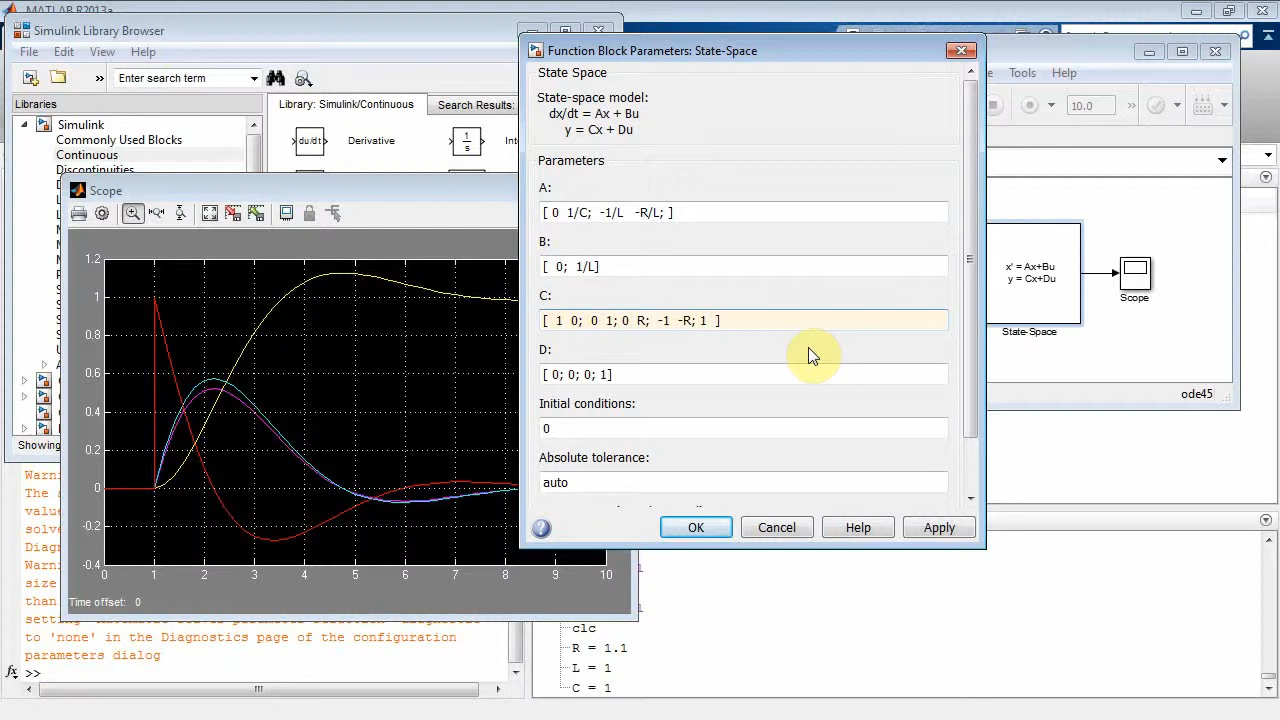 MATLAB R2013a
Simulink Library Browser
File Edit View Help
» Enter search term
Libraries
Library: Simulink/Continuous
Search Results:
Simulink
Commonly Used Blocks
Continuous
Discontinuities
du/dt
Derivative
1
s
Scope
1.2
1
0.8
0.6
0.4
0.2
0
-0.2
-0.4
0 1 2 3 4 5 6 7 8 9 10
Time offset: 0
Showing
Function Block Parameters: State-Space
State Space
State-space model:
dx/dt = Ax + Bu
y = Cx + Du
Parameters
A:
[ 0 1/C; -1/L -R/L; ]
B:
[ 0; 1/L]
C:
[ 1 0; 0 1; 0 R; -1 -R; 1 ]
D:
[ 0; 0; 0; 1]
Initial conditions:
0
Absolute tolerance:
auto
OK Cancel Help Apply
Tools Help
10.0 »
x' = Ax+Bu
y = Cx+Du
State-Space
Scope
ode45
to 'none' in the Diagnostics page of the configuration
parameters dialog
fx >>
clc
R = 1.1
L = 1
C = 1